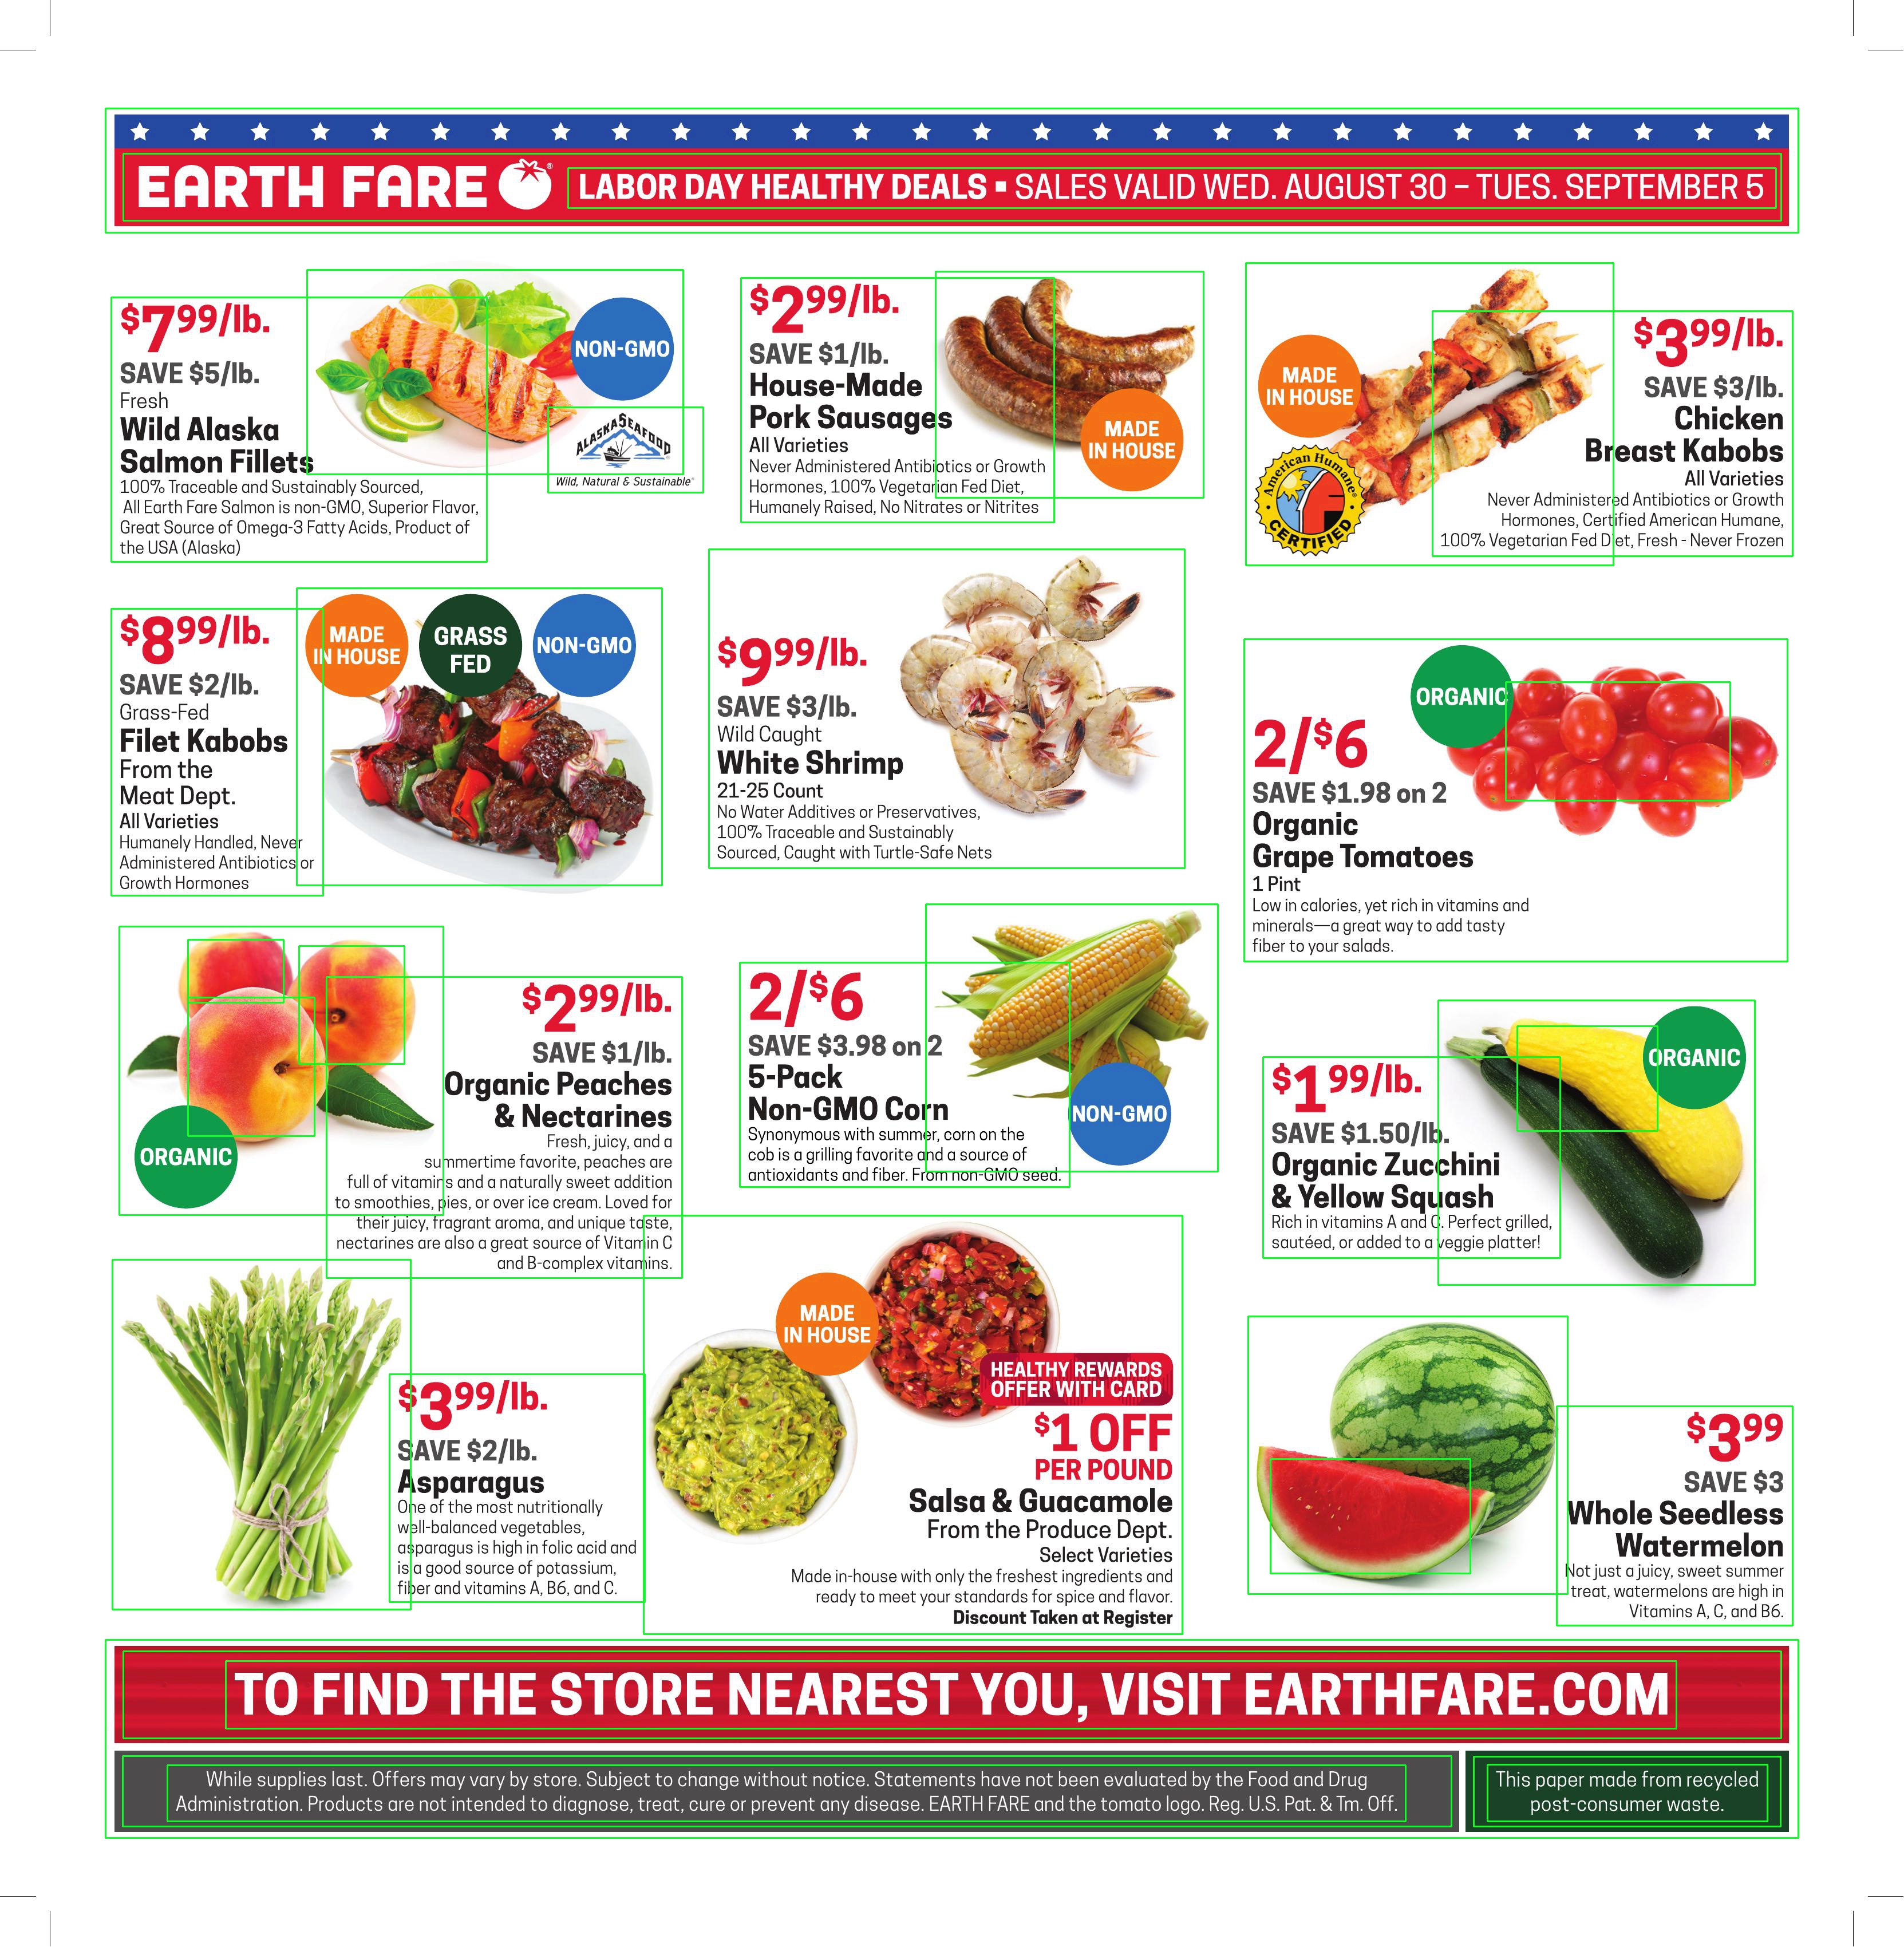 EARTH FARE ®
LABOR DAY HEALTHY DEALS ▪ SALES VALID WED. AUGUST 30 – TUES. SEPTEMBER 5
$799/lb.
SAVE $5/lb.
Fresh
Wild Alaska
Salmon Fillets
100% Traceable and Sustainably Sourced,
All Earth Fare Salmon is non-GMO, Superior Flavor,
Great Source of Omega-3 Fatty Acids, Product of
the USA (Alaska)
NON-GMO
ALASKA SEAFOOD
Wild, Natural & Sustainable®
$299/lb.
SAVE $1/lb.
House-Made
Pork Sausages
All Varieties
Never Administered Antibiotics or Growth
Hormones, 100% Vegetarian Fed Diet,
Humanely Raised, No Nitrates or Nitrites
MADE
IN HOUSE
MADE
IN HOUSE
American Humane®
CERTIFIED
$399/lb.
SAVE $3/lb.
Chicken
Breast Kabobs
All Varieties
Never Administered Antibiotics or Growth
Hormones, Certified American Humane,
100% Vegetarian Fed Diet, Fresh - Never Frozen
$899/lb.
SAVE $2/lb.
Grass-Fed
Filet Kabobs
From the
Meat Dept.
All Varieties
Humanely Handled, Never
Administered Antibiotics or
Growth Hormones
MADE
IN HOUSE
GRASS
FED
NON-GMO
$999/lb.
SAVE $3/lb.
Wild Caught
White Shrimp
21-25 Count
No Water Additives or Preservatives,
100% Traceable and Sustainably
Sourced, Caught with Turtle-Safe Nets
ORGANIC
2/$6
SAVE $1.98 on 2
Organic
Grape Tomatoes
1 Pint
Low in calories, yet rich in vitamins and
minerals—a great way to add tasty
fiber to your salads.
ORGANIC
$299/lb.
SAVE $1/lb.
Organic Peaches
& Nectarines
Fresh, juicy, and a
summertime favorite, peaches are
full of vitamins and a naturally sweet addition
to smoothies, pies, or over ice cream. Loved for
their juicy, fragrant aroma, and unique taste,
nectarines are also a great source of Vitamin C
and B-complex vitamins.
2/$6
SAVE $3.98 on 2
5-Pack
Non-GMO Corn
Synonymous with summer, corn on the
cob is a grilling favorite and a source of
antioxidants and fiber. From non-GMO seed.
NON-GMO
ORGANIC
$199/lb.
SAVE $1.50/lb.
Organic Zucchini
& Yellow Squash
Rich in vitamins A and C. Perfect grilled,
sautéed, or added to a veggie platter!
$399/lb.
SAVE $2/lb.
Asparagus
One of the most nutritionally
well-balanced vegetables,
asparagus is high in folic acid and
is a good source of potassium,
fiber and vitamins A, B6, and C.
MADE
IN HOUSE
HEALTHY REWARDS
OFFER WITH CARD
$1 OFF
PER POUND
Salsa & Guacamole
From the Produce Dept.
Select Varieties
Made in-house with only the freshest ingredients and
ready to meet your standards for spice and flavor.
Discount Taken at Register
$399
SAVE $3
Whole Seedless
Watermelon
Not just a juicy, sweet summer
treat, watermelons are high in
Vitamins A, C, and B6.
TO FIND THE STORE NEAREST YOU, VISIT EARTHFARE.COM
While supplies last. Offers may vary by store. Subject to change without notice. Statements have not been evaluated by the Food and Drug
Administration. Products are not intended to diagnose, treat, cure or prevent any disease. EARTH FARE and the tomato logo. Reg. U.S. Pat. & Tm. Off.
This paper made from recycled
post-consumer waste.